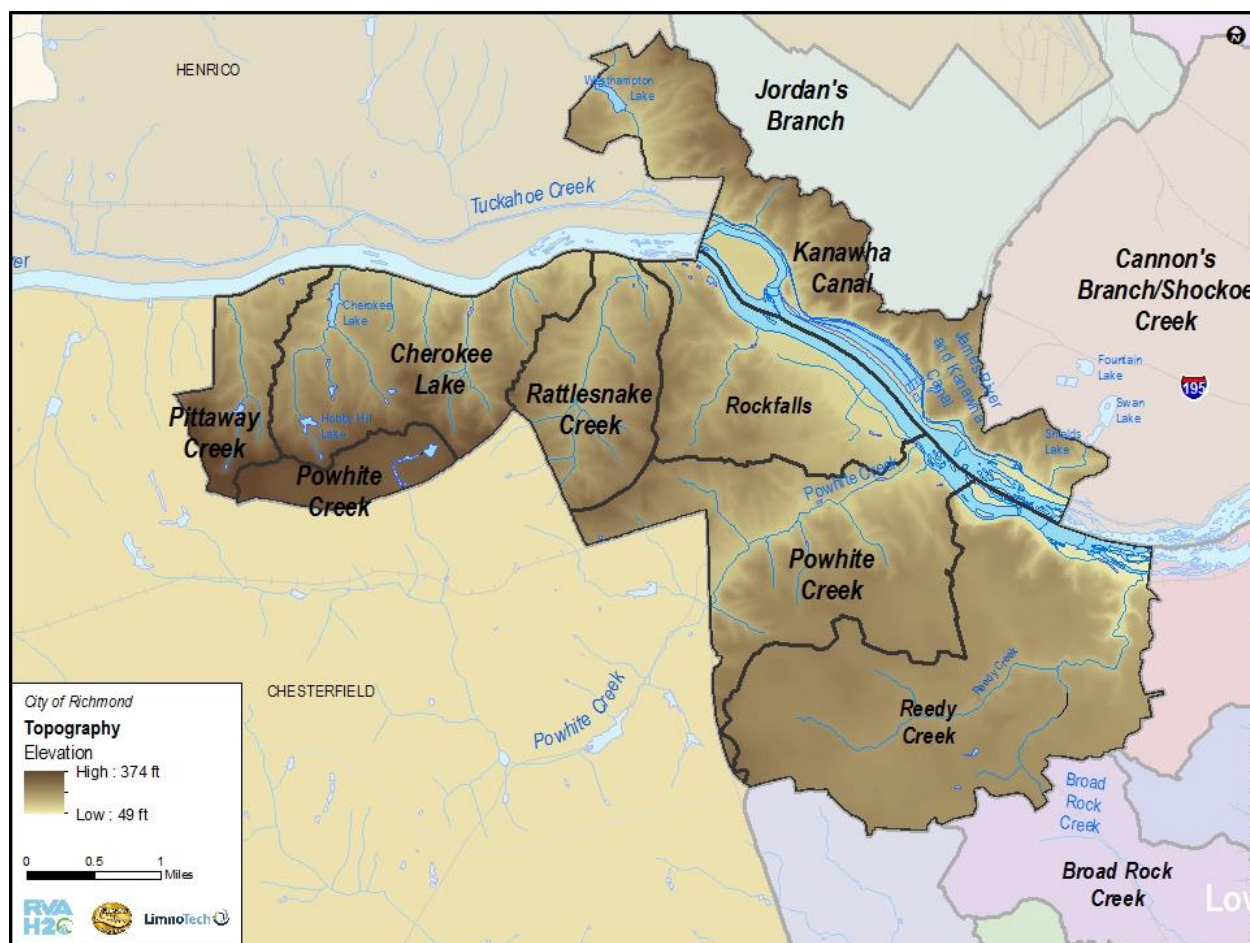 HENRICO
Westhampton
Lake
Jordan's
Branch
Tuckahoe Creek
Kanawha
Canal
Cannon's
Branch/Shockoe
Creek
Cherokee
Lake
Cherokee
Lake
Rattlesnake
Creek
Rockfalls
James River
and Kanawha
Canal
Fountain
Lake
195
Swan
Lake
Shields
Lake
Pittaway
Creek
Hobby Hill
Lake
Powhite
Creek
Powhite Creek
Powhite
Creek
CHESTERFIELD
Powhite Creek
Reedy Creek
Reedy
Creek
Broad
Rock
Creek
Broad Rock
Creek
City of Richmond
Topography
Elevation
High : 374 ft
Low : 49 ft
0 0.5 1
Miles
RVA
H2O
LimnoTech
N